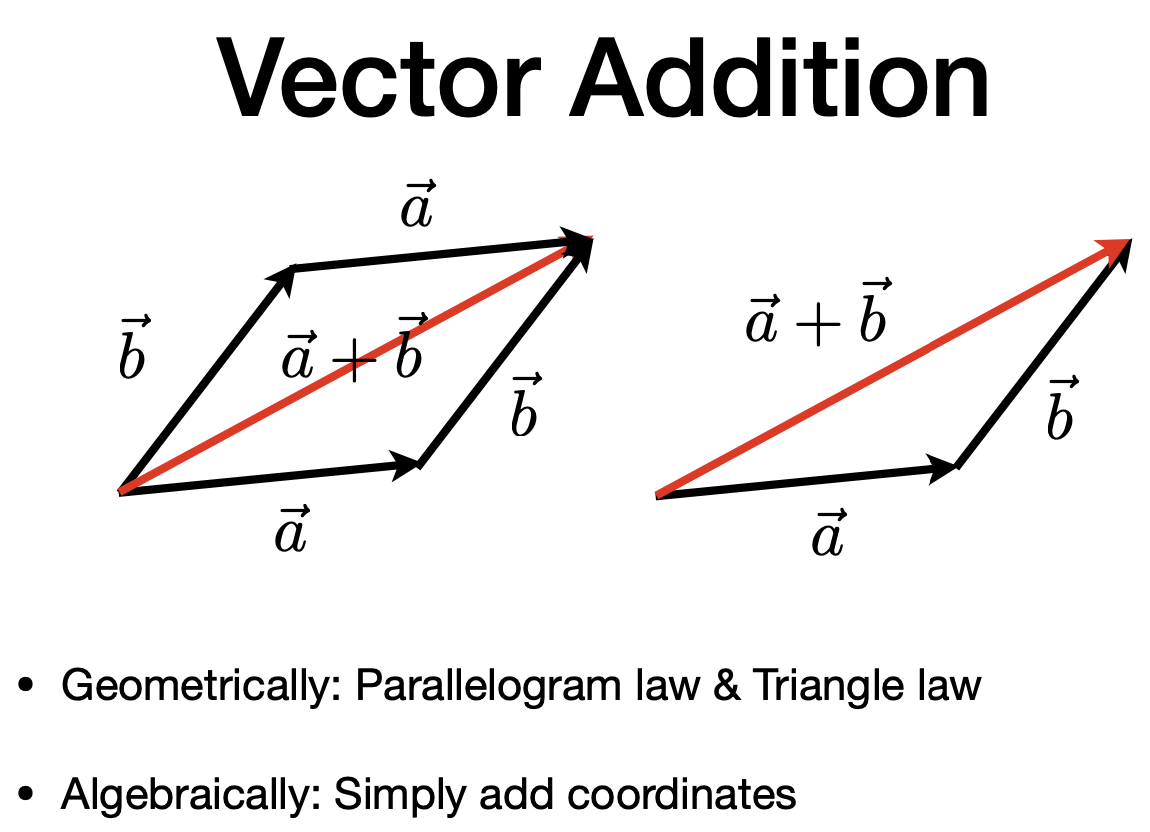 Vector Addition
$\vec{a}$
$\vec{b}$
$\vec{a} + \vec{b}$
$\vec{b}$
$\vec{a}$
$\vec{a} + \vec{b}$
$\vec{b}$
$\vec{a}$
• Geometrically: Parallelogram law & Triangle law
• Algebraically: Simply add coordinates